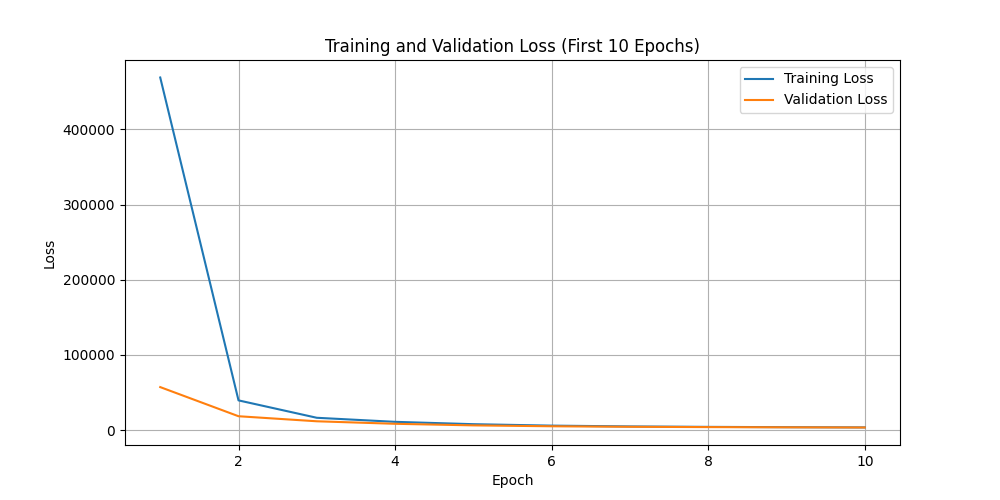 Training and Validation Loss (First 10 Epochs)
Training Loss
Validation Loss
400000
300000
200000
100000
0
Loss
2
4
6
8
10
Epoch